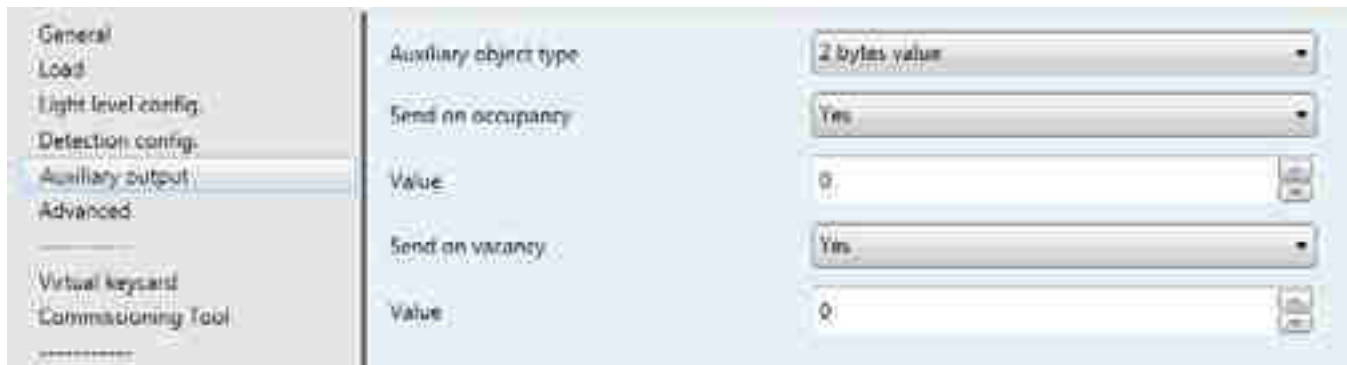 General
Load
Light level config.
Detection config.
Auxiliary output
Advanced
-----------
Virtual keycard
Commissioning Tool
-----------
Auxiliary object type
2 bytes value
Send on occupancy
Yes
Value
0
Send on vacancy
Yes
Value
0